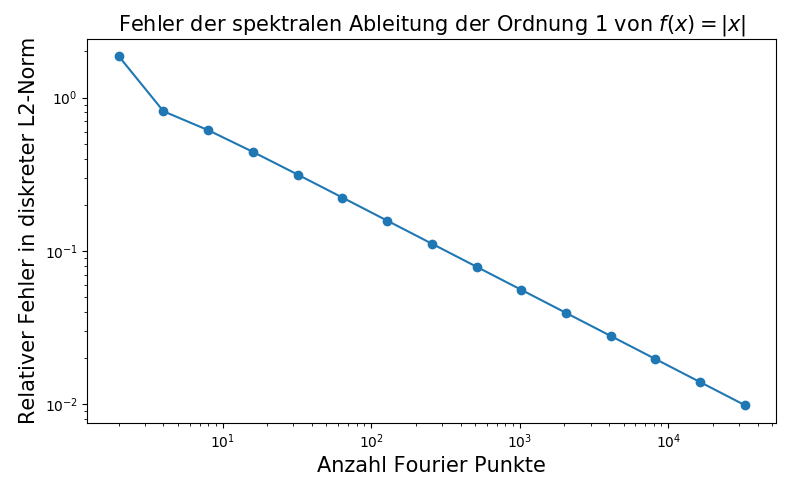 Fehler der spektralen Ableitung der Ordnung 1 von f(x) = |x|
Relativer Fehler in diskreter L2-Norm
10⁰
10⁻¹
10⁻²
10¹ 10² 10³ 10⁴
Anzahl Fourier Punkte